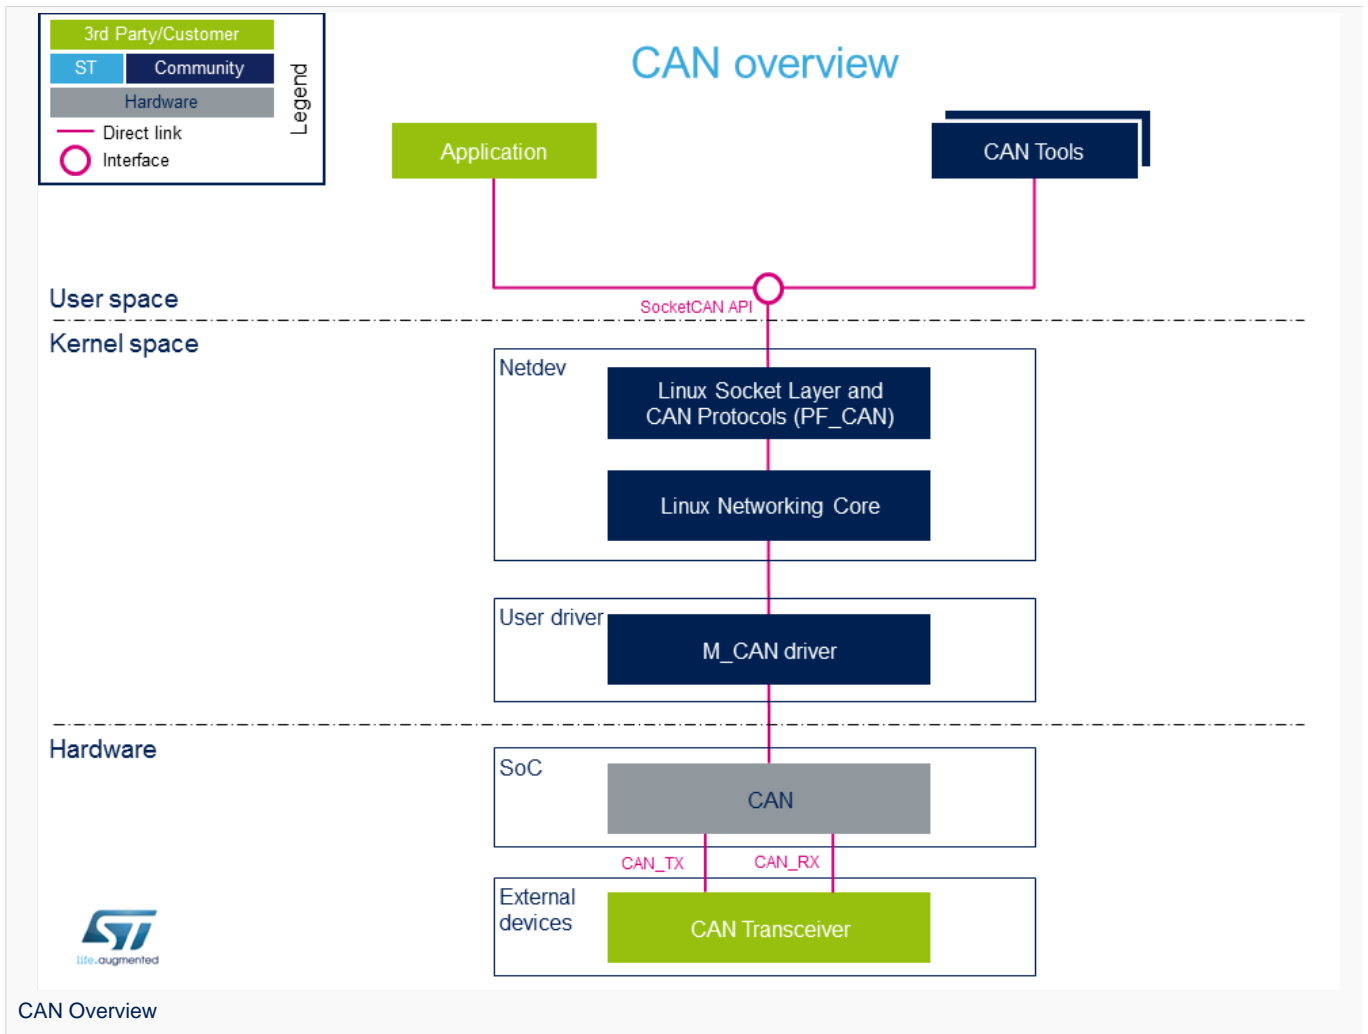 3rd Party/Customer
ST
Community
Hardware
Direct link
Interface
Legend
CAN overview
Application
CAN Tools
User space
SocketCAN API
Kernel space
Netdev
Linux Socket Layer and
CAN Protocols (PF_CAN)
Linux Networking Core
User driver
M_CAN driver
Hardware
SoC
CAN
CAN_TX
CAN_RX
External
devices
CAN Transceiver
ST
life.augmented
CAN Overview